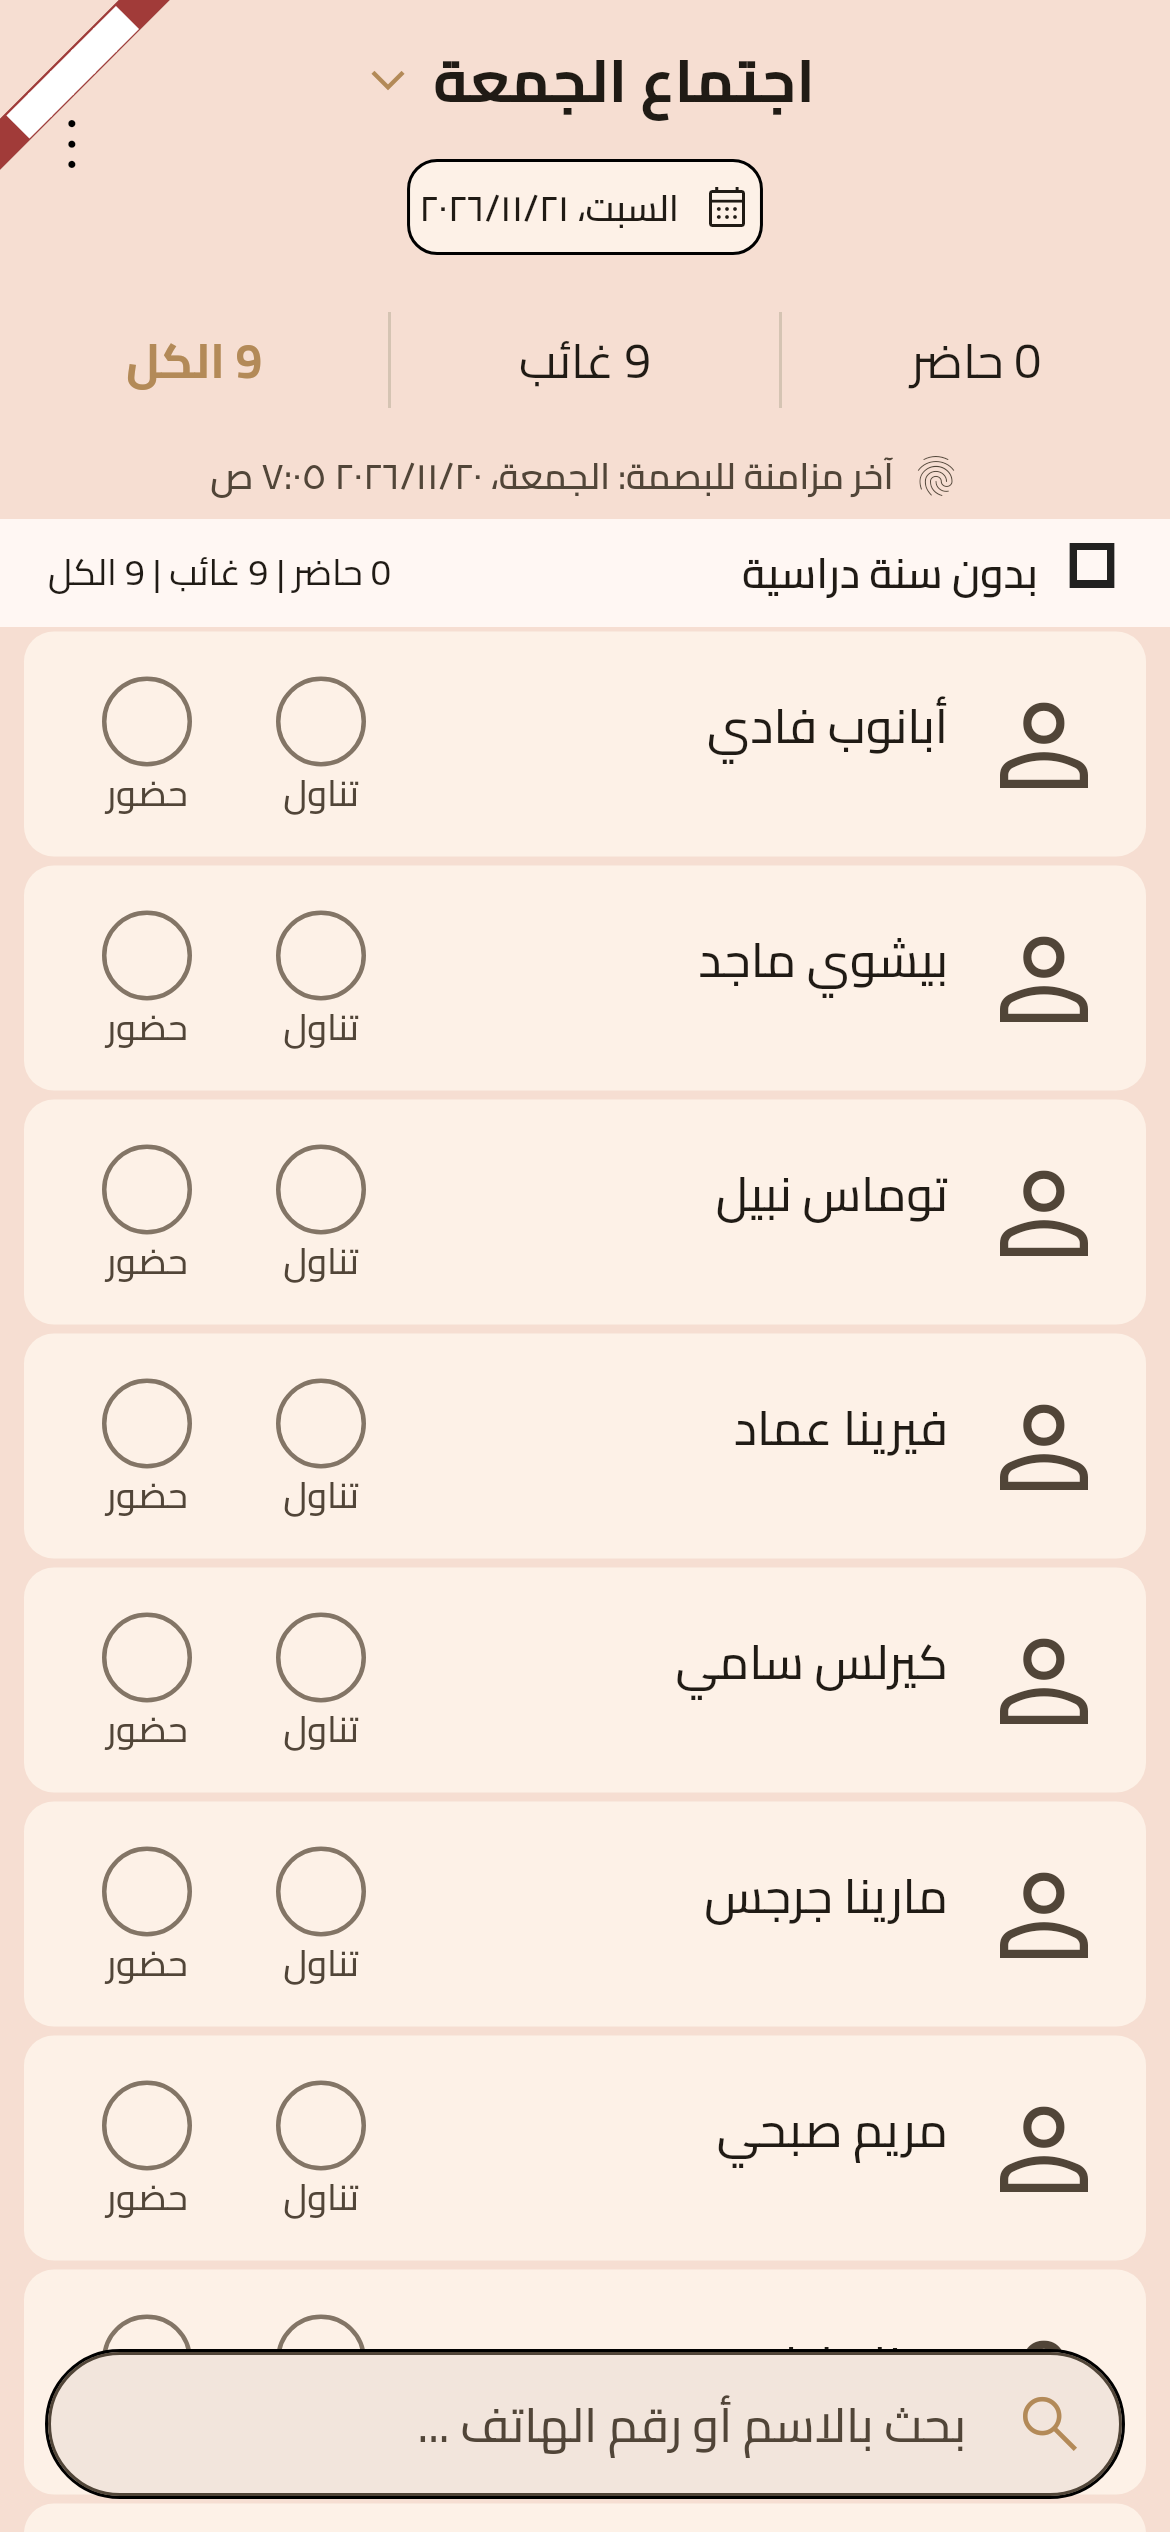 اجتماع الجمعة
السبت، ٢٠٢٦/١١/٢١
0 حاضر
9 غائب
9 الكل
آخر مزامنة للبصمة: الجمعة، ٢٠٢٦/١١/٢٠ ٧:٠٥ ص
بدون سنة دراسية
0 حاضر | 9 غائب | 9 الكل
أبانوب فادي
تناول
حضور
بيشوي ماجد
تناول
حضور
توماس نبيل
تناول
حضور
فيرينا عماد
تناول
حضور
كيرلس سامي
تناول
حضور
مارينا جرجس
تناول
حضور
مريم صبحي
تناول
حضور
بحث بالاسم أو رقم الهاتف ...